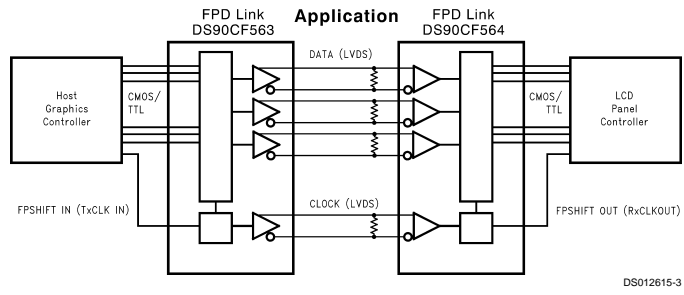 Application
FPD Link
DS90CF563
FPD Link
DS90CF564
DATA (LVDS)
Host
Graphics
Controller
CMOS/
TTL
CMOS/
TTL
LCD
Panel
Controller
CLOCK (LVDS)
FPSHIFT IN (TxCLK IN)
FPSHIFT OUT (RxCLKOUT)
DS012615-3